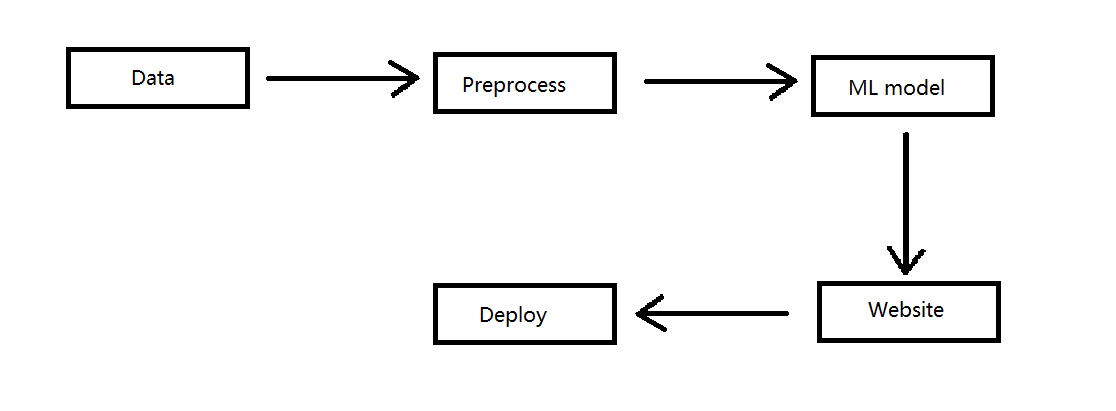 Data
Preprocess
ML model
Website
Deploy